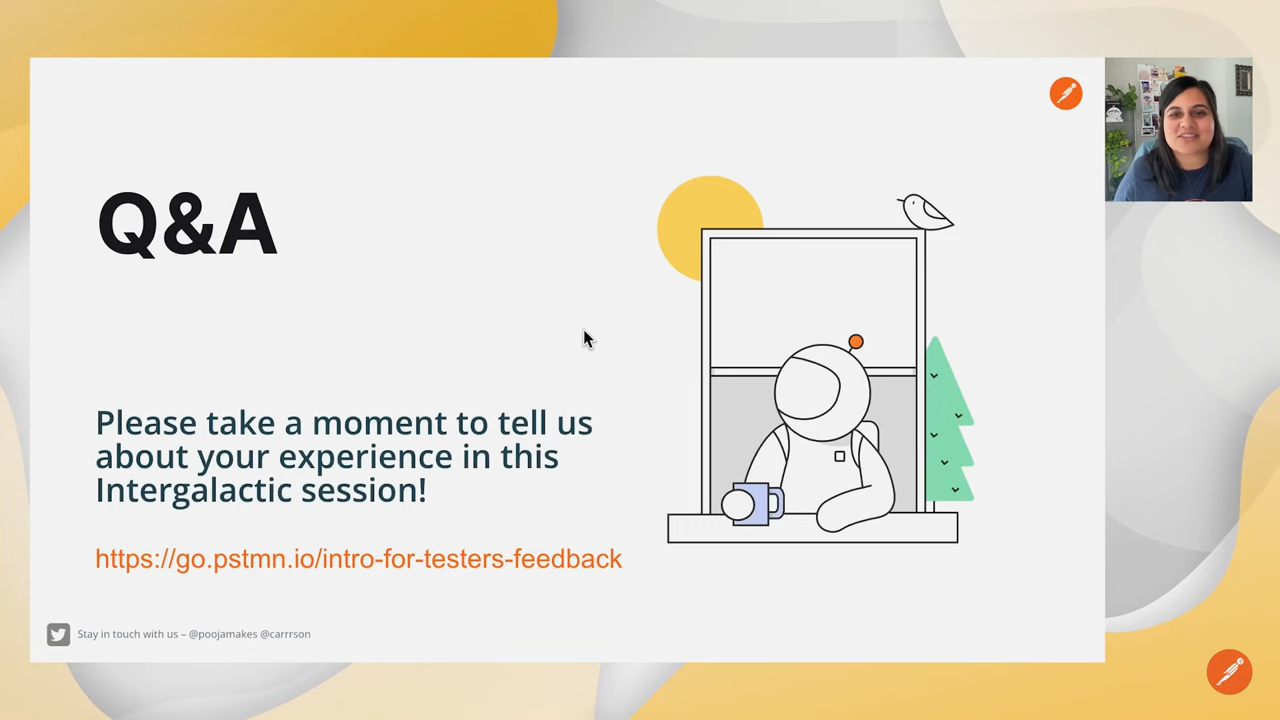 Q&A
Please take a moment to tell us
about your experience in this
Intergalactic session!
https://go.pstmn.io/intro-for-testers-feedback
Stay in touch with us – @poojamakes @carrrson